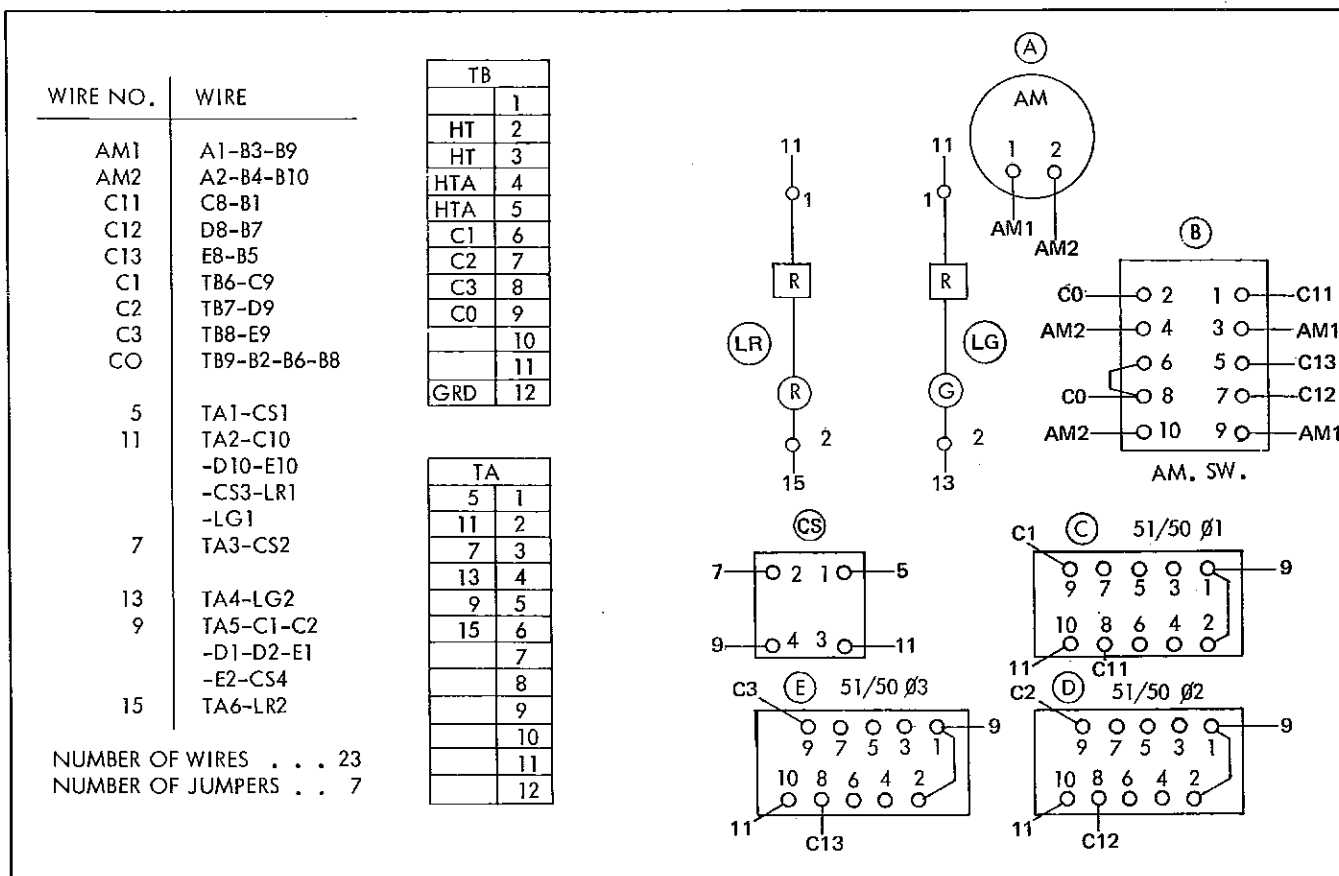 WIRE NO. WIRE
AM1 A1-B3-B9
AM2 A2-B4-B10
C11 C8-B1
C12 D8-B7
C13 E8-B5
C1 TB6-C9
C2 TB7-D9
C3 TB8-E9
CO TB9-B2-B6-B8
5 TA1-CS1
11 TA2-C10
-D10-E10
-CS3-LR1
-LG1
7 TA3-CS2
13 TA4-LG2
9 TA5-C1-C2
-D1-D2-E1
-E2-CS4
15 TA6-LR2
NUMBER OF WIRES . . . 23
NUMBER OF JUMPERS . . 7
TB
1
HT 2
HT 3
HTA 4
HTA 5
C1 6
C2 7
C3 8
C0 9
10
11
GRD 12
TA
5 1
11 2
7 3
13 4
9 5
15 6
7
8
9
10
11
12
11
1
R
LR
R
2
15
11
1
R
LG
G
2
13
A
AM
1 2
AM1
AM2
B
C0 2 1 C11
AM2 4 3 AM1
6 5 C13
C0 8 7 C12
AM2 10 9 AM1
AM. SW.
CS
7 2 1 5
9 4 3 11
C1 C 51/50 Ø1
9
9 7 5 3 1
10 8 6 4 2
11 C11
C3 E 51/50 Ø3
9
9 7 5 3 1
10 8 6 4 2
11
C13
C2 D 51/50 Ø2
9
9 7 5 3 1
10 8 6 4 2
11
C12